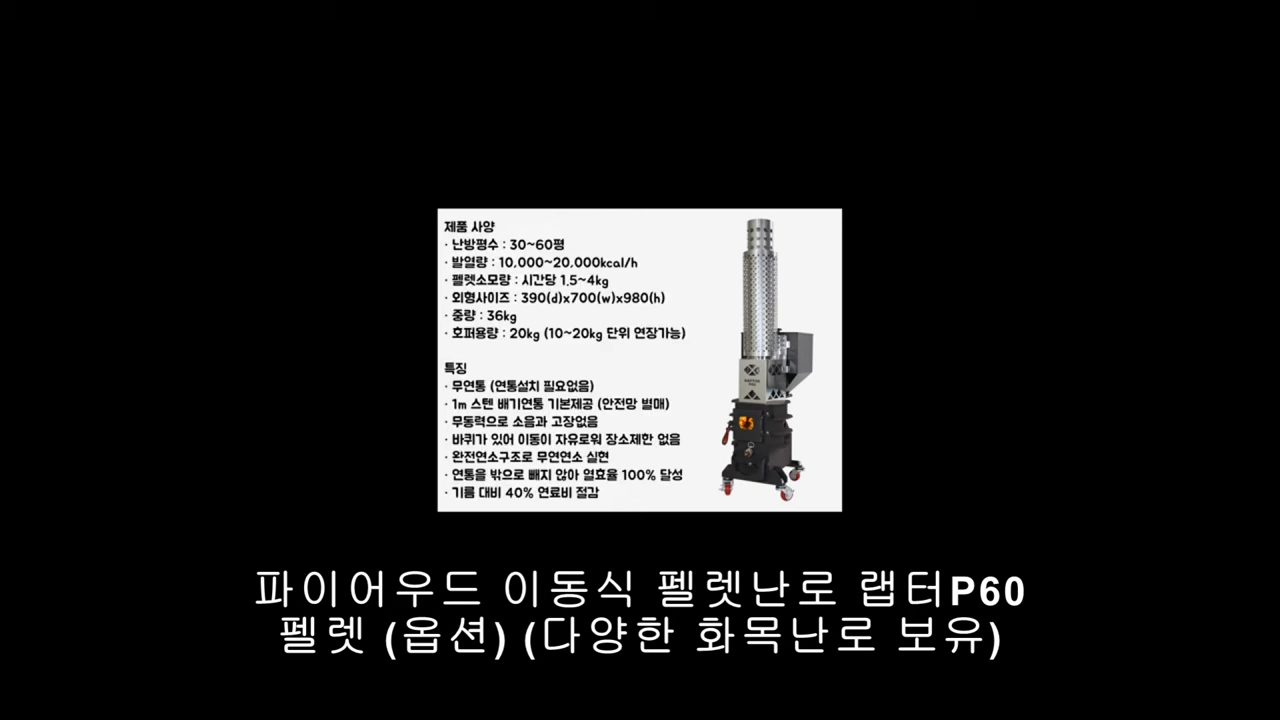 제품 사양
· 난방평수 : 30~60평
· 발열량 : 10,000~20,000kcal/h
· 펠렛소모량 : 시간당 1.5~4kg
· 외형사이즈 : 390(d)x700(w)x980(h)
· 중량 : 36kg
· 호퍼용량 : 20kg (10~20kg 단위 연장가능)
특징
· 무연통 (연통설치 필요없음)
· 1m 스텐 배기연통 기본제공 (안전망 별매)
· 무동력으로 소음과 고장없음
· 바퀴가 있어 이동이 자유로워 장소제한 없음
· 완전연소구조로 무연연소 실현
· 연통을 밖으로 빼지 않아 열효율 100% 달성
· 기름 대비 40% 연료비 절감
파이어우드 이동식 펠렛난로 랩터P60
펠렛 (옵션) (다양한 화목난로 보유)